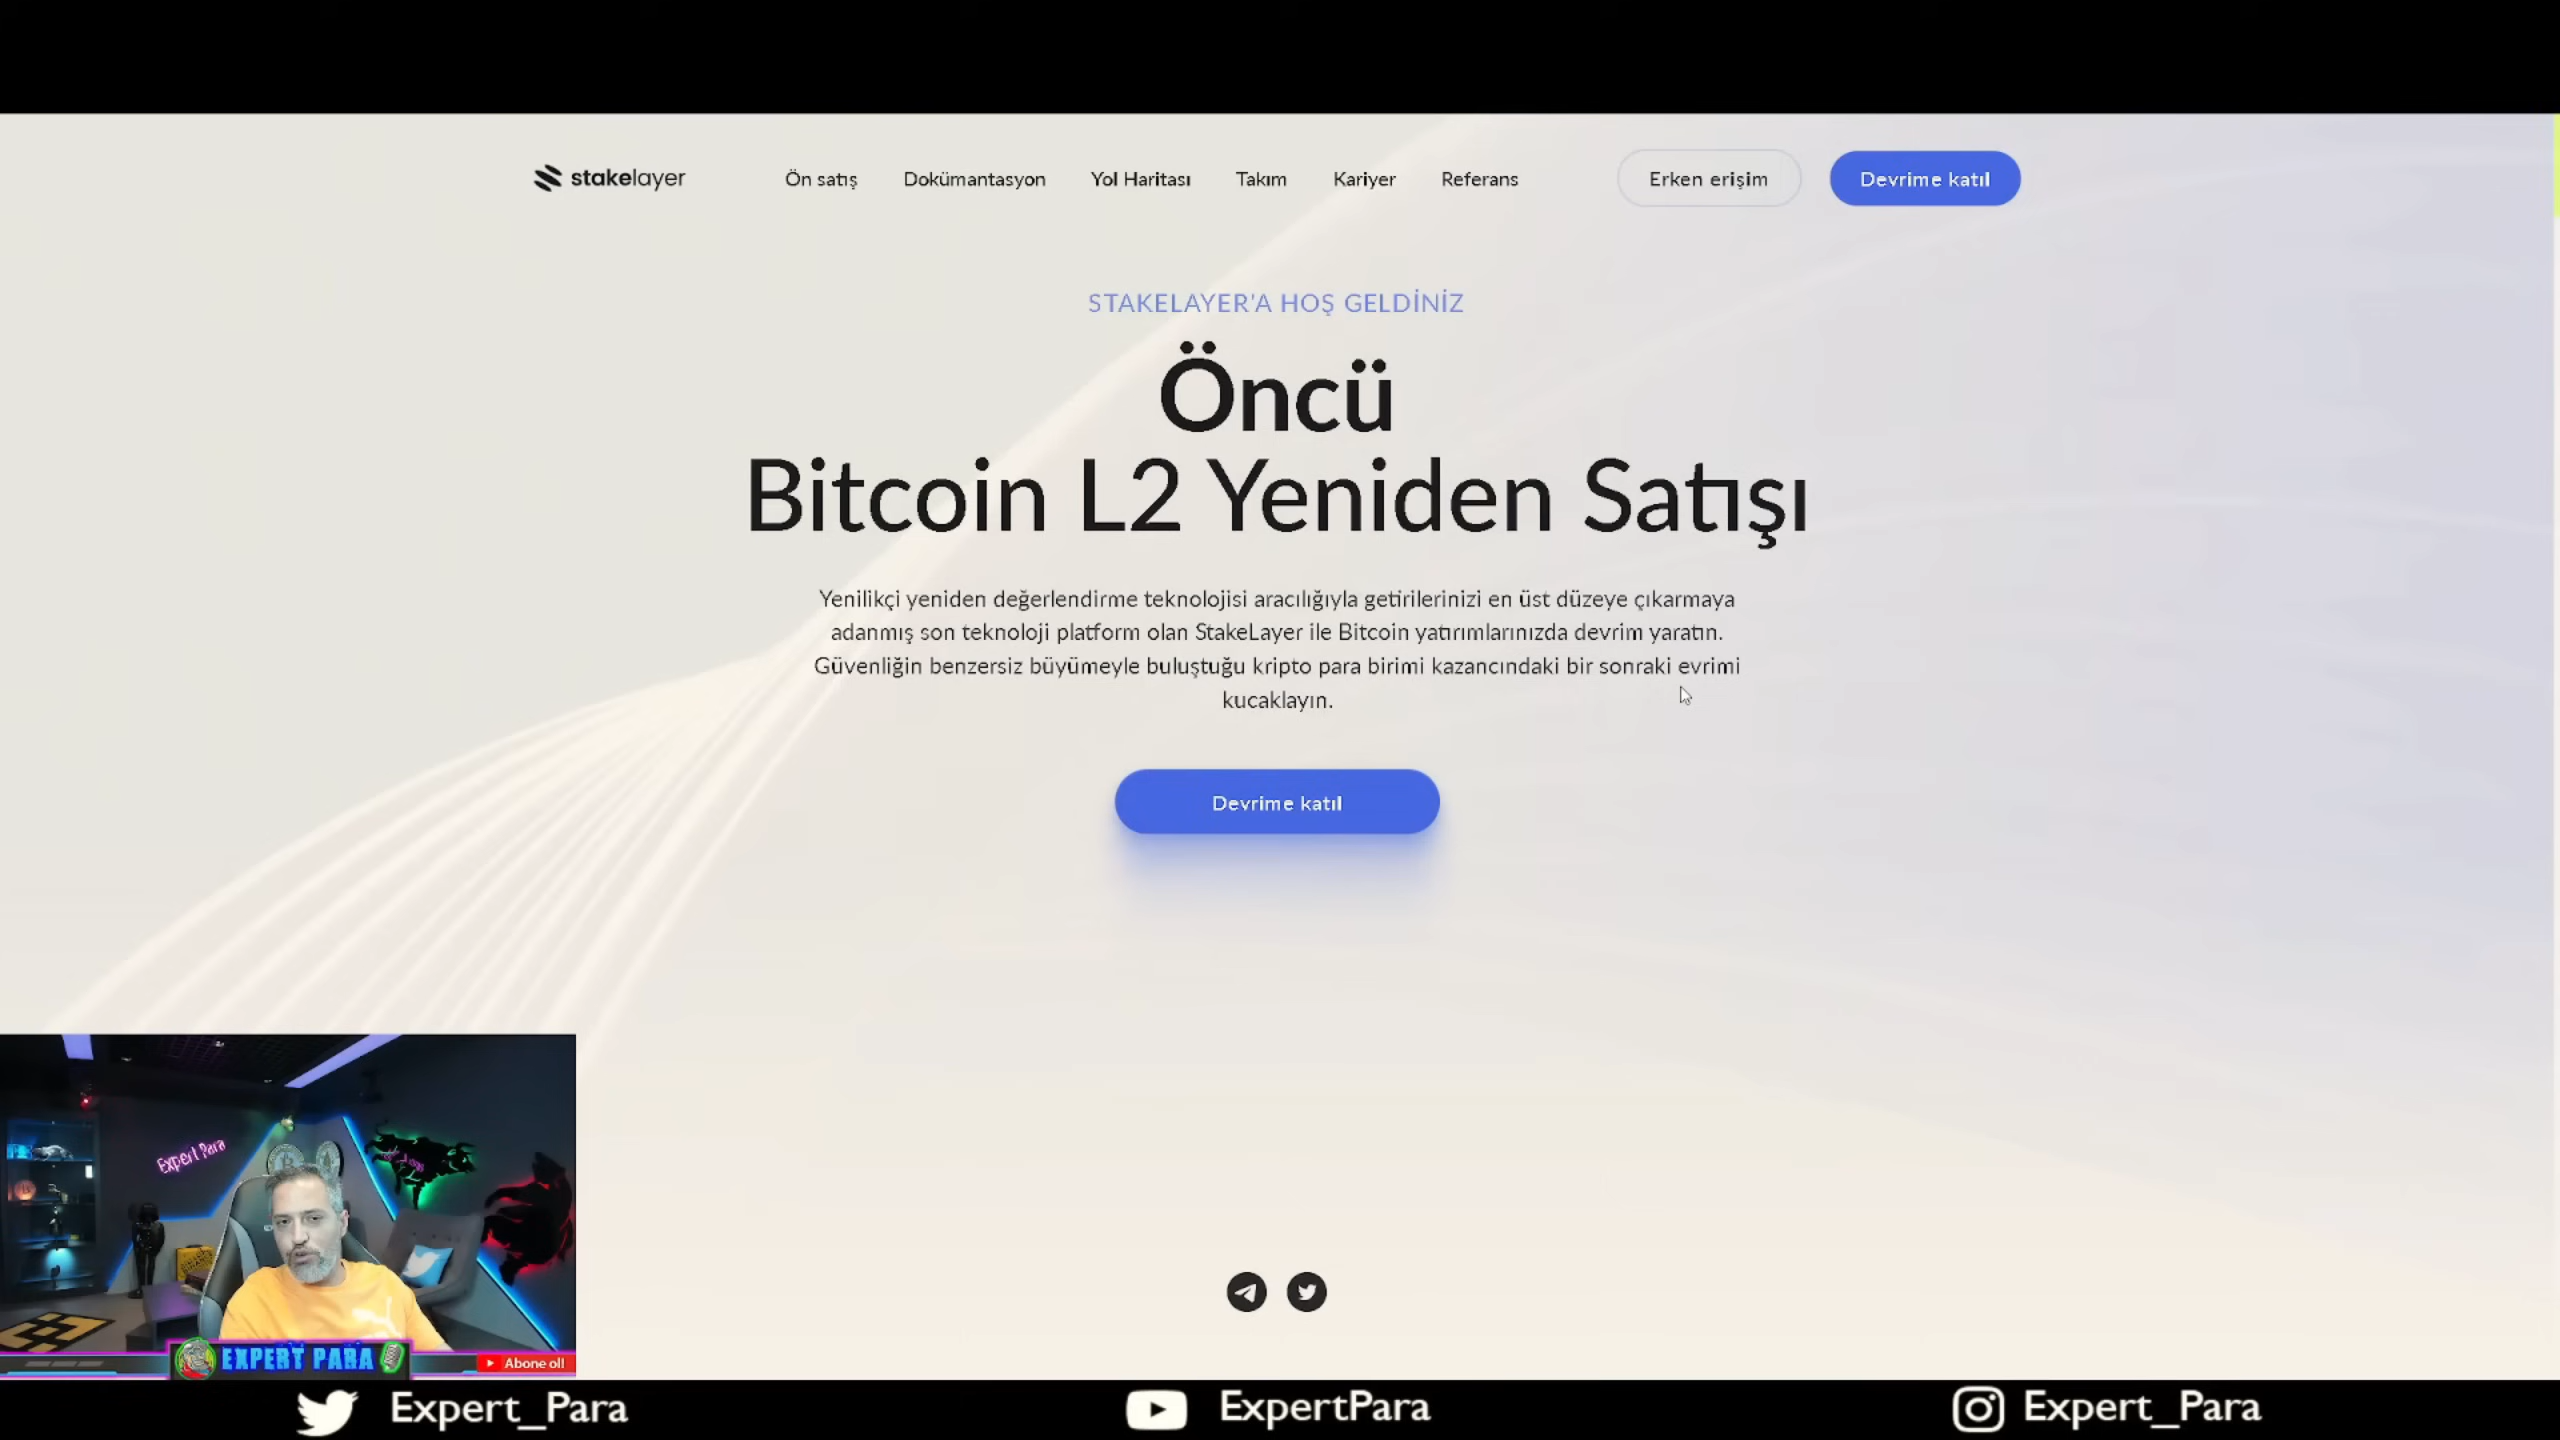 stakelayer
Ön satış
Dokümantasyon
Yol Haritası
Takım
Kariyer
Referans
Erken erişim
Devrime katıl
STAKELAYER'A HOŞ GELDİNİZ
Öncü
Bitcoin L2 Yeniden Satışı
Yenilikçi yeniden değerlendirme teknolojisi aracılığıyla getirilerinizi en üst düzeye çıkarmaya
adanmış son teknoloji platform olan StakeLayer ile Bitcoin yatırımlarınızda devrim yaratın.
Güvenliğin benzersiz büyümeyle buluştuğu kripto para birimi kazancındaki bir sonraki evrimi
kucaklayın.
Devrime katıl
Expert Para
EXPERT PARA
Abone ol!
Expert_Para
ExpertPara
Expert_Para